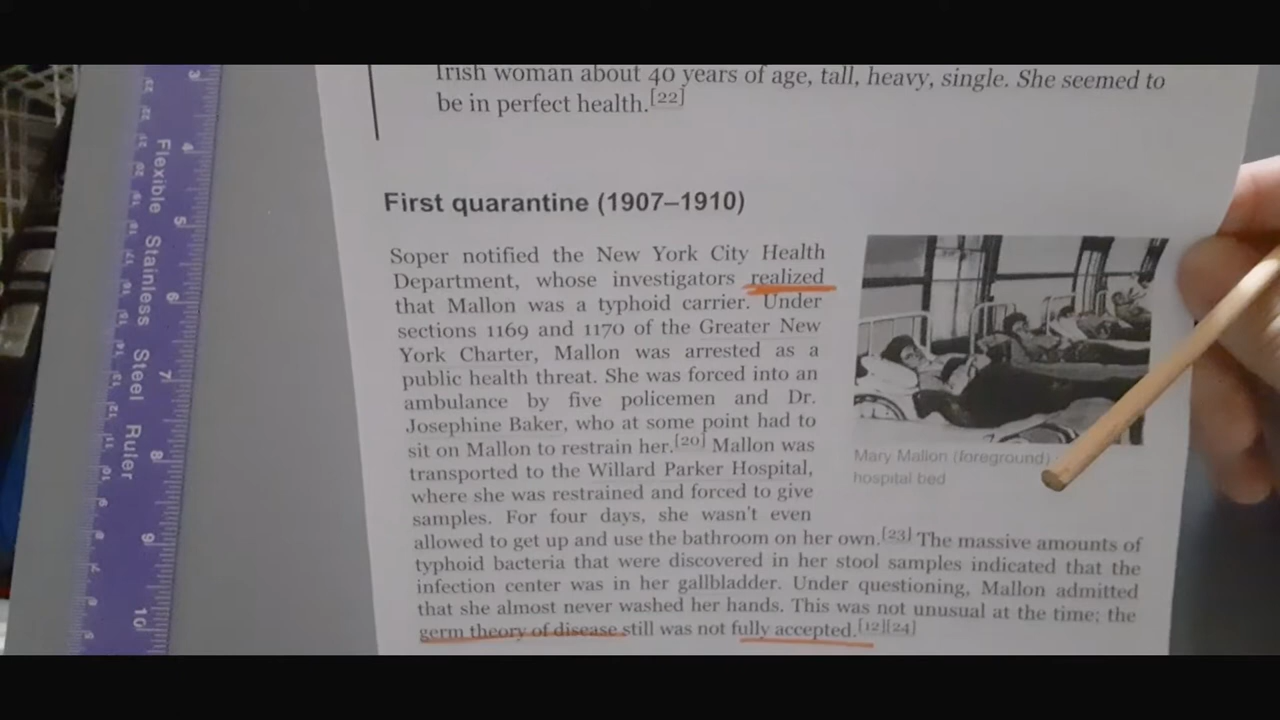 Irish woman about 40 years of age, tall, heavy, single. She seemed to
be in perfect health.[22]
First quarantine (1907–1910)
Soper notified the New York City Health
Department, whose investigators realized
that Mallon was a typhoid carrier. Under
sections 1169 and 1170 of the Greater New
York Charter, Mallon was arrested as a
public health threat. She was forced into an
ambulance by five policemen and Dr.
Josephine Baker, who at some point had to
sit on Mallon to restrain her.[20] Mallon was
transported to the Willard Parker Hospital,
where she was restrained and forced to give
samples. For four days, she wasn't even
allowed to get up and use the bathroom on her own.[23] The massive amounts of
typhoid bacteria that were discovered in her stool samples indicated that the
infection center was in her gallbladder. Under questioning, Mallon admitted
that she almost never washed her hands. This was not unusual at the time; the
germ theory of disease still was not fully accepted.[12][24]
Mary Mallon (foreground)
hospital bed
Flexible Stainless Steel Ruler
3
4
5
6
7
8
9
10